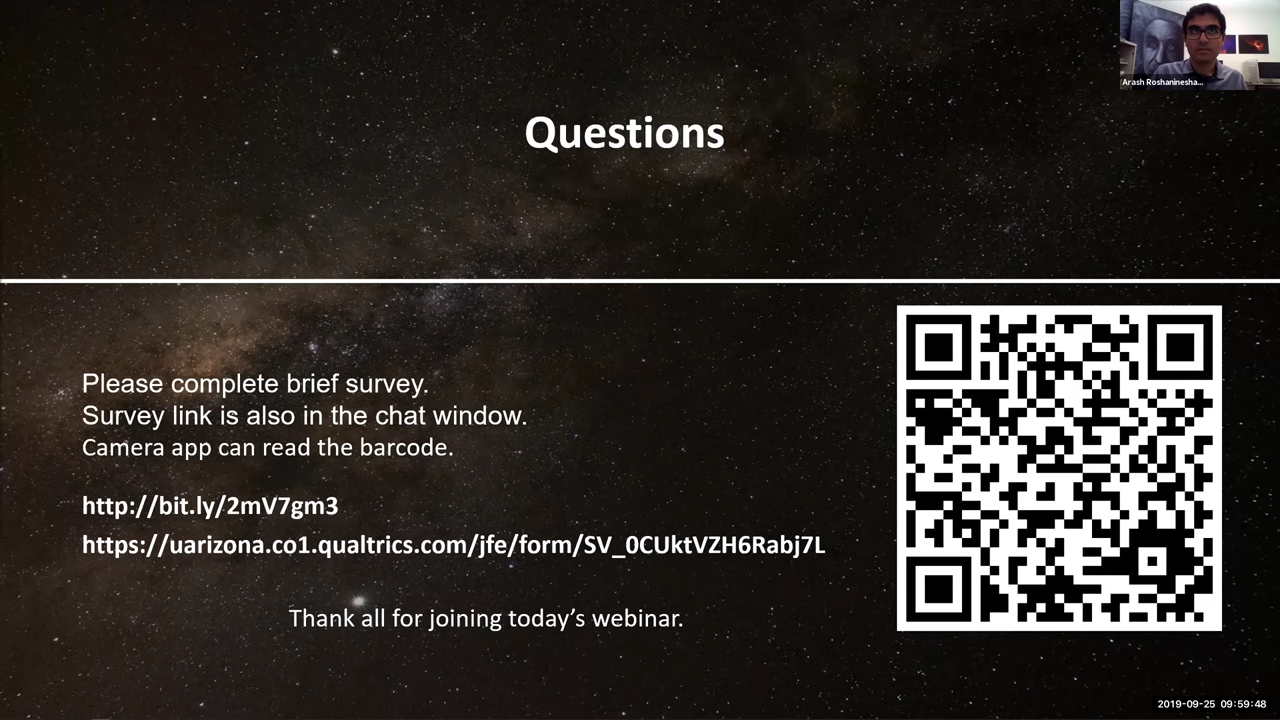 Arash Roshaninesha...
Questions
Please complete brief survey.
Survey link is also in the chat window.
Camera app can read the barcode.
http://bit.ly/2mV7gm3
https://uarizona.co1.qualtrics.com/jfe/form/SV_0CUktVZH6Rabj7L
Thank all for joining today’s webinar.
2019-09-25 09:59:48